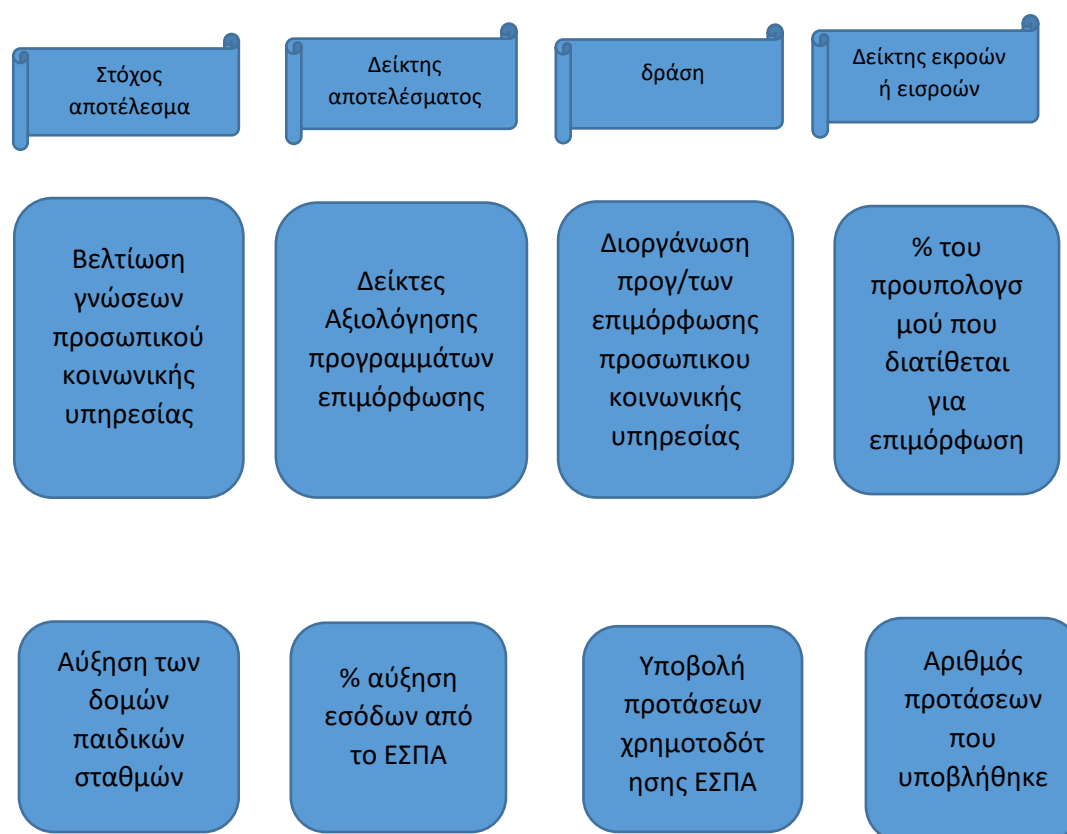 Στόχος
αποτέλεσμα
Δείκτης
αποτελέσματος
δράση
Δείκτης εκροών
ή εισροών
Βελτίωση
γνώσεων
προσωπικού
κοινωνικής
υπηρεσίας
Δείκτες
Αξιολόγησης
προγραμμάτων
επιμόρφωσης
Διοργάνωση
προγ/των
επιμόρφωσης
προσωπικου
κοινωνικής
υπηρεσίας
% του
προυπολογσ
μού που
διατίθεται
για
επιμόρφωση
Αύξηση των
δομών
παιδικών
σταθμών
% αύξηση
εσόδων από
το ΕΣΠΑ
Υποβολή
προτάσεων
χρημοτοδότ
ησης ΕΣΠΑ
Αριθμός
προτάσεων
που
υποβλήθηκε